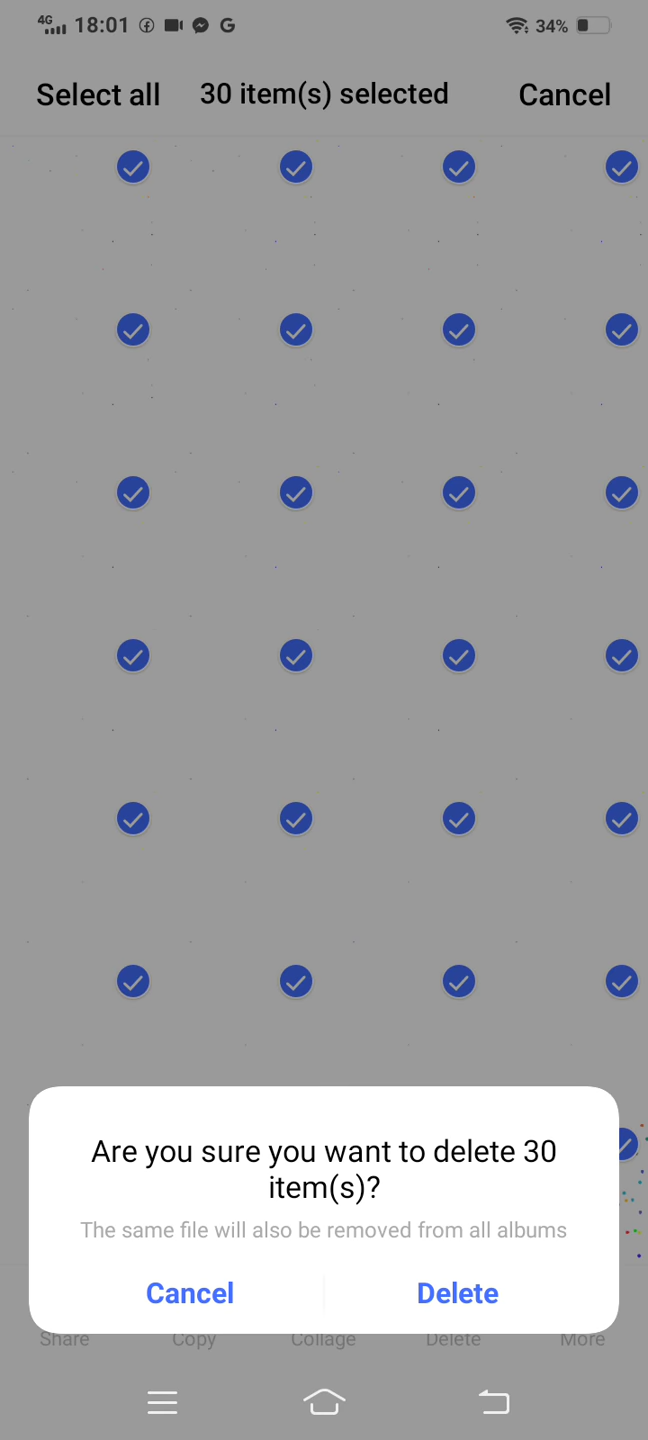 4G 18:01 G 34%
Select all 30 item(s) selected Cancel
Are you sure you want to delete 30
item(s)?
The same file will also be removed from all albums
Cancel Delete
Share Copy Collage Delete More